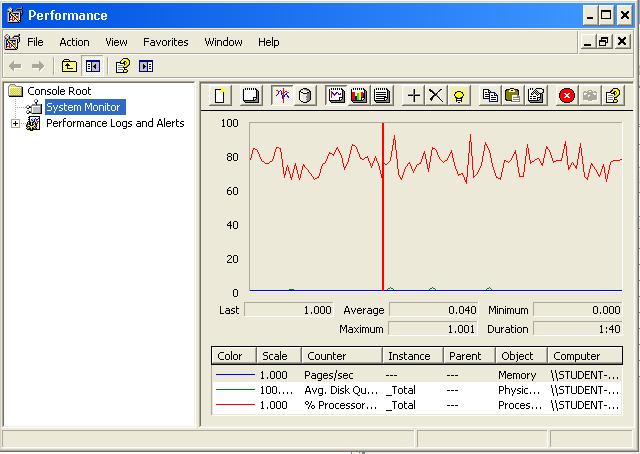 Performance
File Action View Favorites Window Help
Console Root
System Monitor
Performance Logs and Alerts
100
80
60
40
20
0
Last 1.000 Average 0.040 Minimum 0.000
Maximum 1.001 Duration 1:40
Color Scale Counter Instance Parent Object Computer
1.000 Pages/sec --- --- Memory \\STUDENT-...
100.... Avg. Disk Qu... _Total --- Physic... \\STUDENT-...
1.000 % Processor... _Total --- Proces... \\STUDENT-...